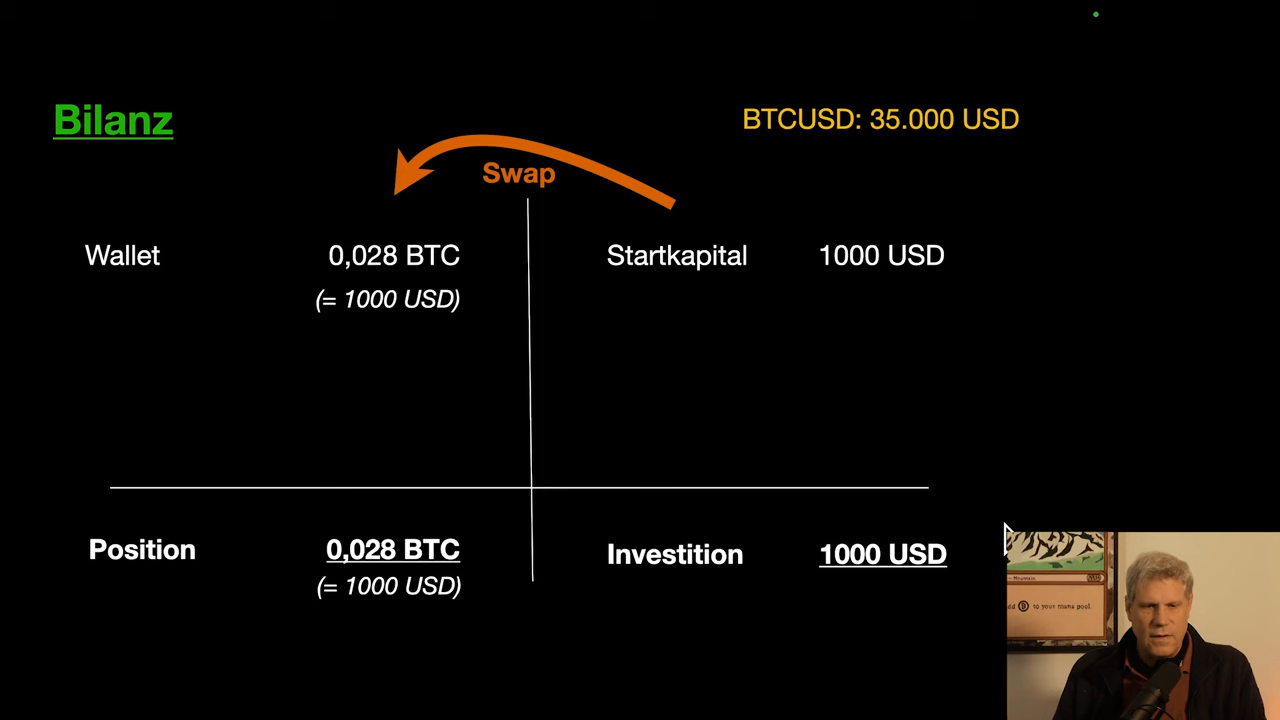 Bilanz
BTCUSD: 35.000 USD
Swap
Wallet 0,028 BTC Startkapital 1000 USD
(= 1000 USD)
Position 0,028 BTC Investition 1000 USD
(= 1000 USD)
– Mountain
to your mana pool.